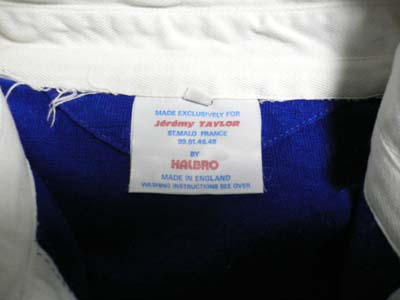 MADE EXCLUSIVELY FOR
Jérémy TAYLOR
ST.MALO FRANCE
99.81.46.48
BY
HALBRO
MADE IN ENGLAND
WASHING INSTRUCTIONS SEE OVER